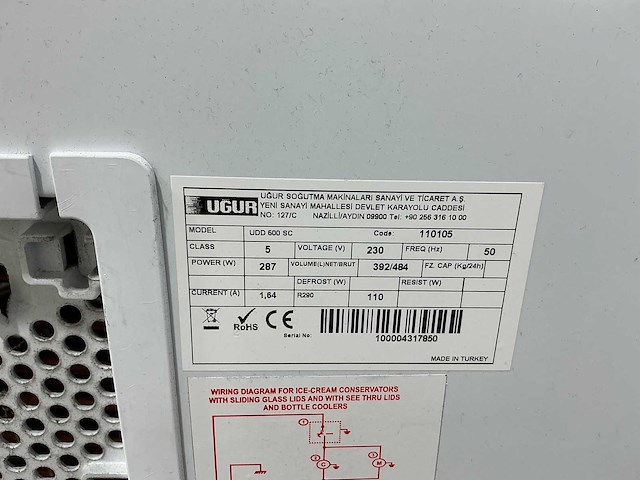 UĞUR
UĞUR SOĞUTMA MAKİNALARI SANAYİ VE TİCARET A.Ş.
YENİ SANAYİ MAHALLESİ DEVLET KARAYOLU CADDESİ
NO: 127/C NAZİLLİ/AYDIN 09900 Tel: +90 256 316 10 00
MODEL UDD 600 SC Code: 110105
CLASS 5 VOLTAGE (V) 230 FREQ (Hz) 50
POWER (W) 287 VOLUME(L)NET/BRUT 392/484 FZ. CAP (Kg/24h)
DEFROST (W) RESIST (W)
CURRENT (A) 1,64 R290 110
RoHS CE
Serial No: 100004317850
MADE IN TURKEY
WIRING DIAGRAM FOR ICE-CREAM CONSERVATORS
WITH SLIDING GLASS LIDS AND WITH SEE THRU LIDS
AND BOTTLE COOLERS
1
2 C 3 M